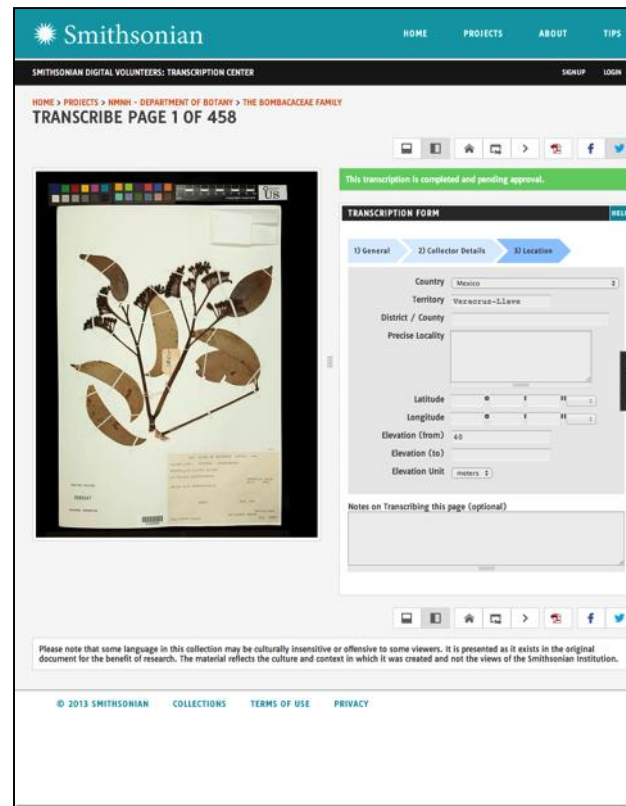 Smithsonian
HOME PROJECTS ABOUT TIPS
SMITHSONIAN DIGITAL VOLUNTEERS: TRANSCRIPTION CENTER SIGNUP LOGIN
HOME > PROJECTS > NMNH - DEPARTMENT OF BOTANY > THE BOMBACACEAE FAMILY
TRANSCRIBE PAGE 1 OF 458
US
This transcription is completed and pending approval.
TRANSCRIPTION FORM
1) General 2) Collector Details 3) Location
Country Mexico
Territory Veracrus-Llave
District / County
Precise Locality
Latitude o ' "
Longitude o ' "
Elevation (from) 60
Elevation (to)
Elevation Unit meters
Notes on Transcribing this page (optional)
Please note that some language in this collection may be culturally insensitive or offensive to some viewers. It is presented as it exists in the original
document for the benefit of research. The material reflects the culture and context in which it was created and not the views of the Smithsonian Institution.
© 2013 SMITHSONIAN COLLECTIONS TERMS OF USE PRIVACY